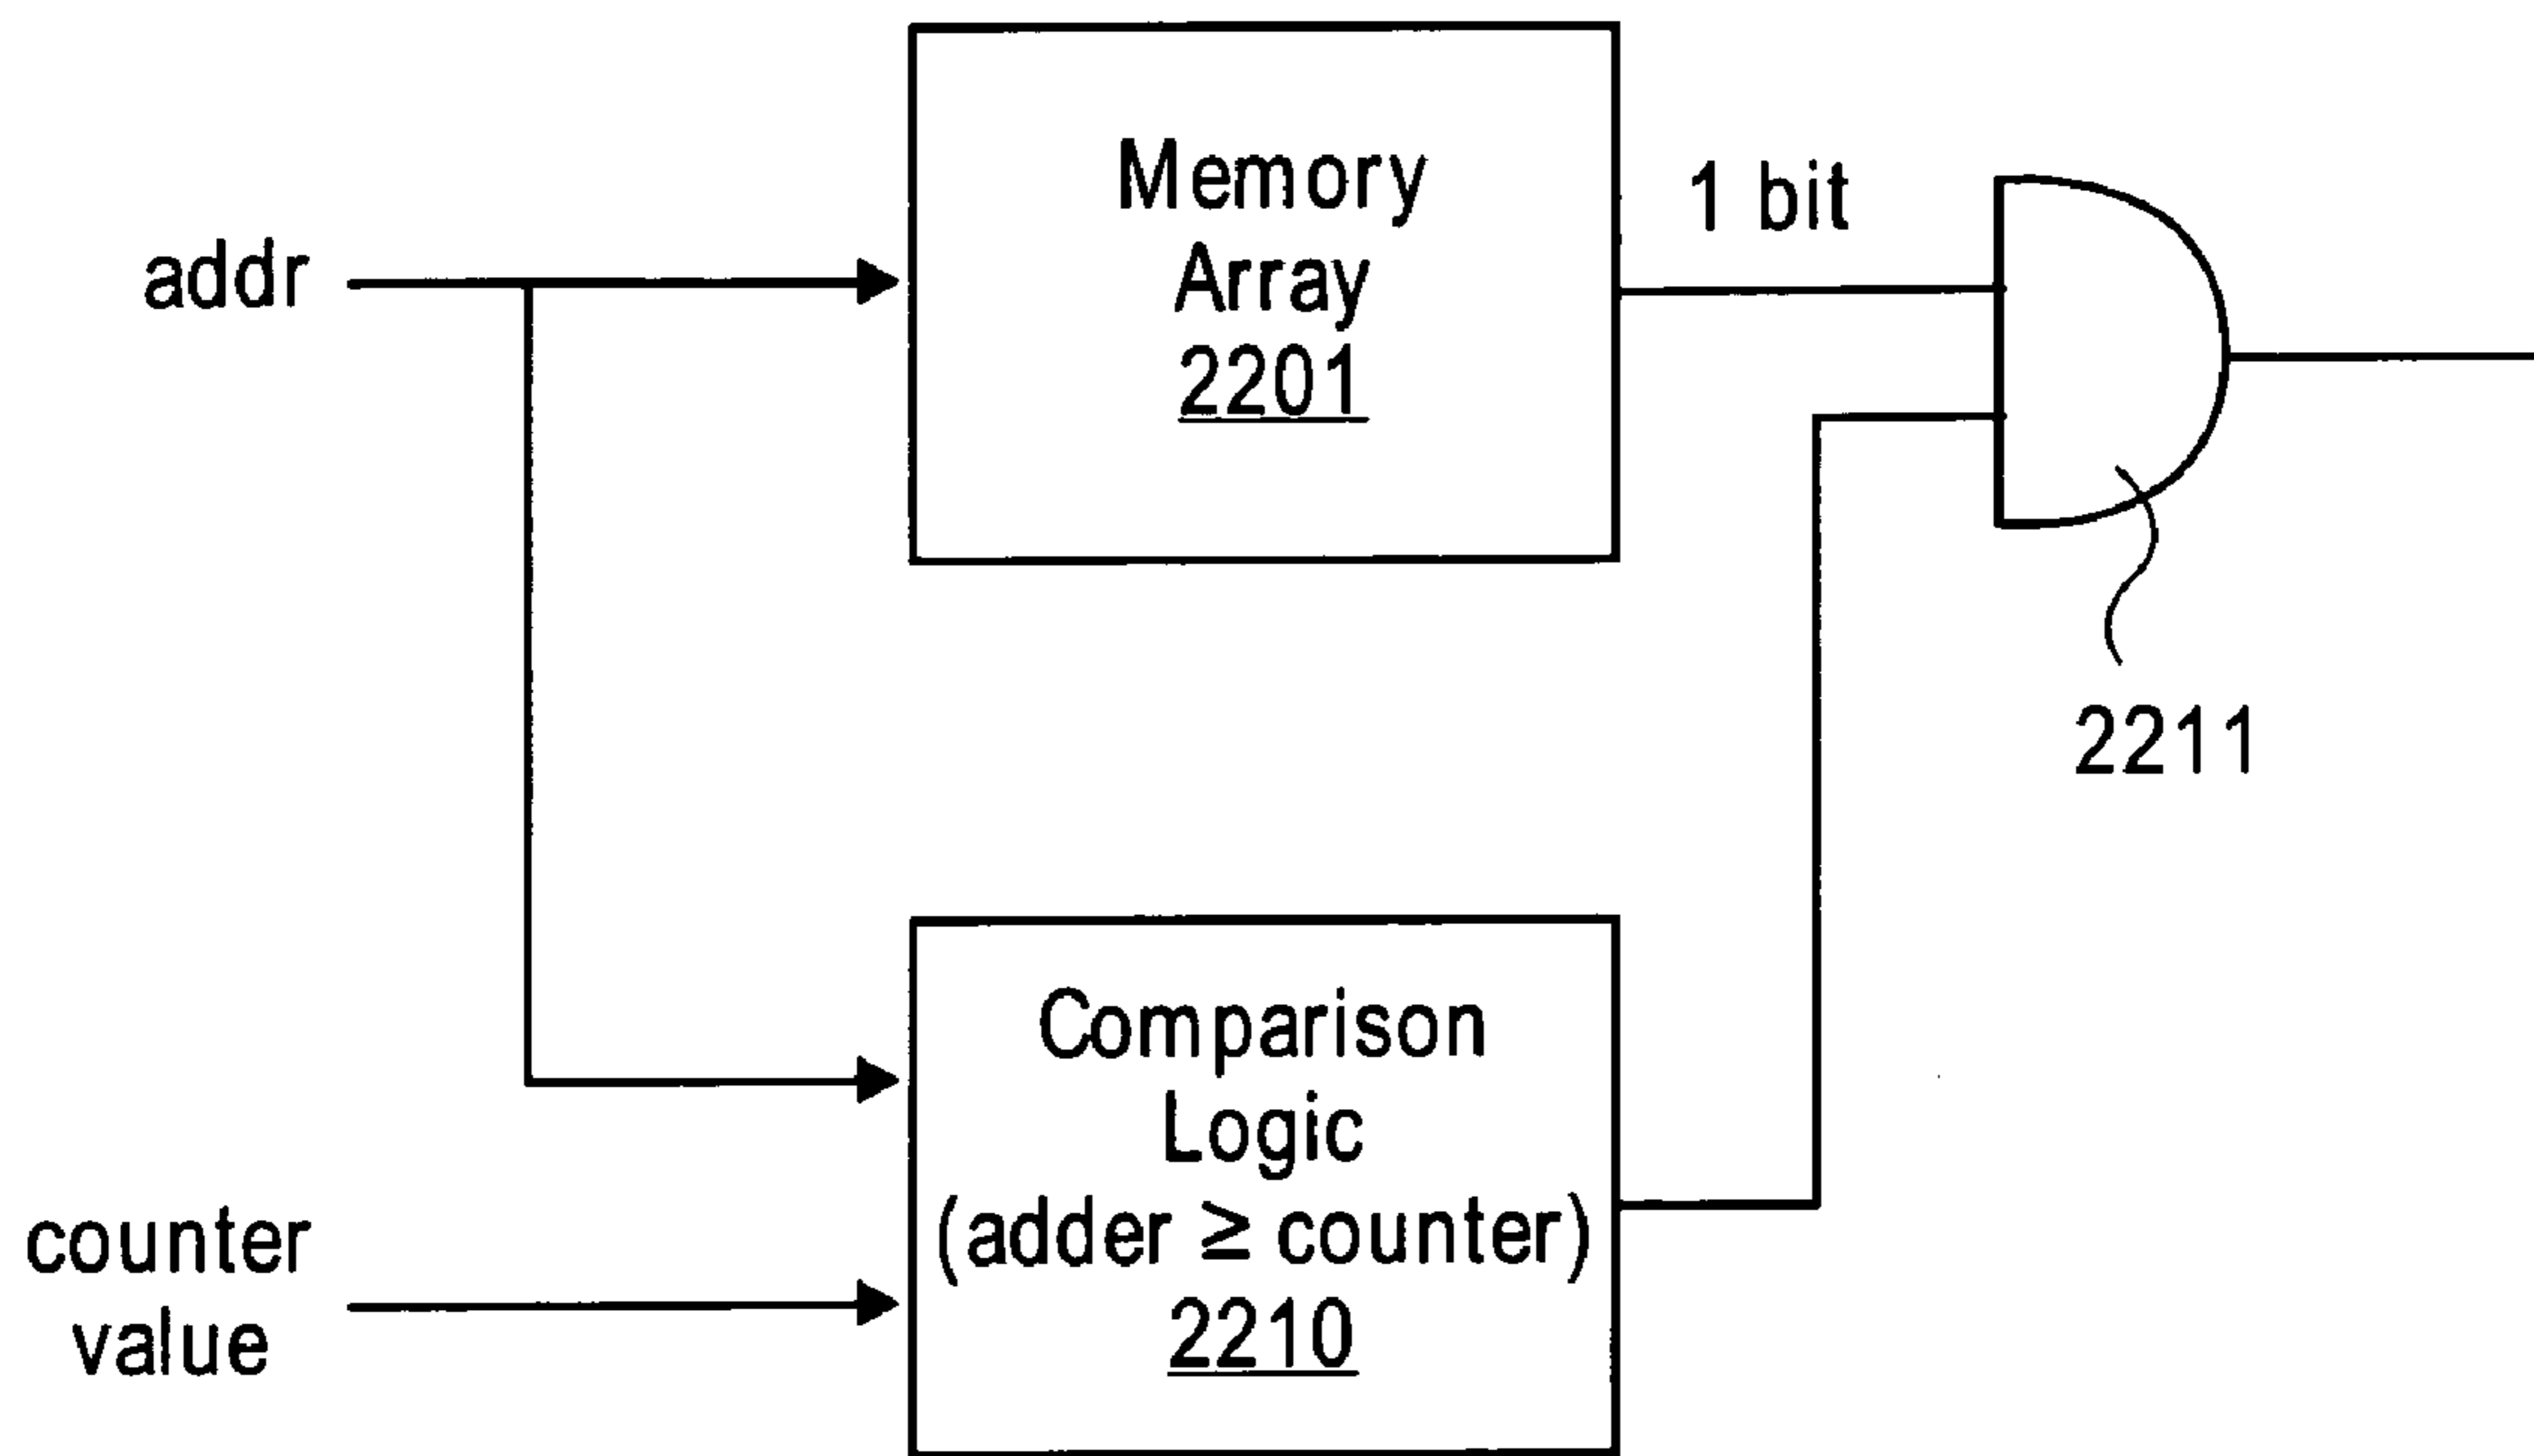 addr
Memory
Array
2201
1 bit
2211
counter
value
Comparison
Logic
(adder ≥ counter)
2210